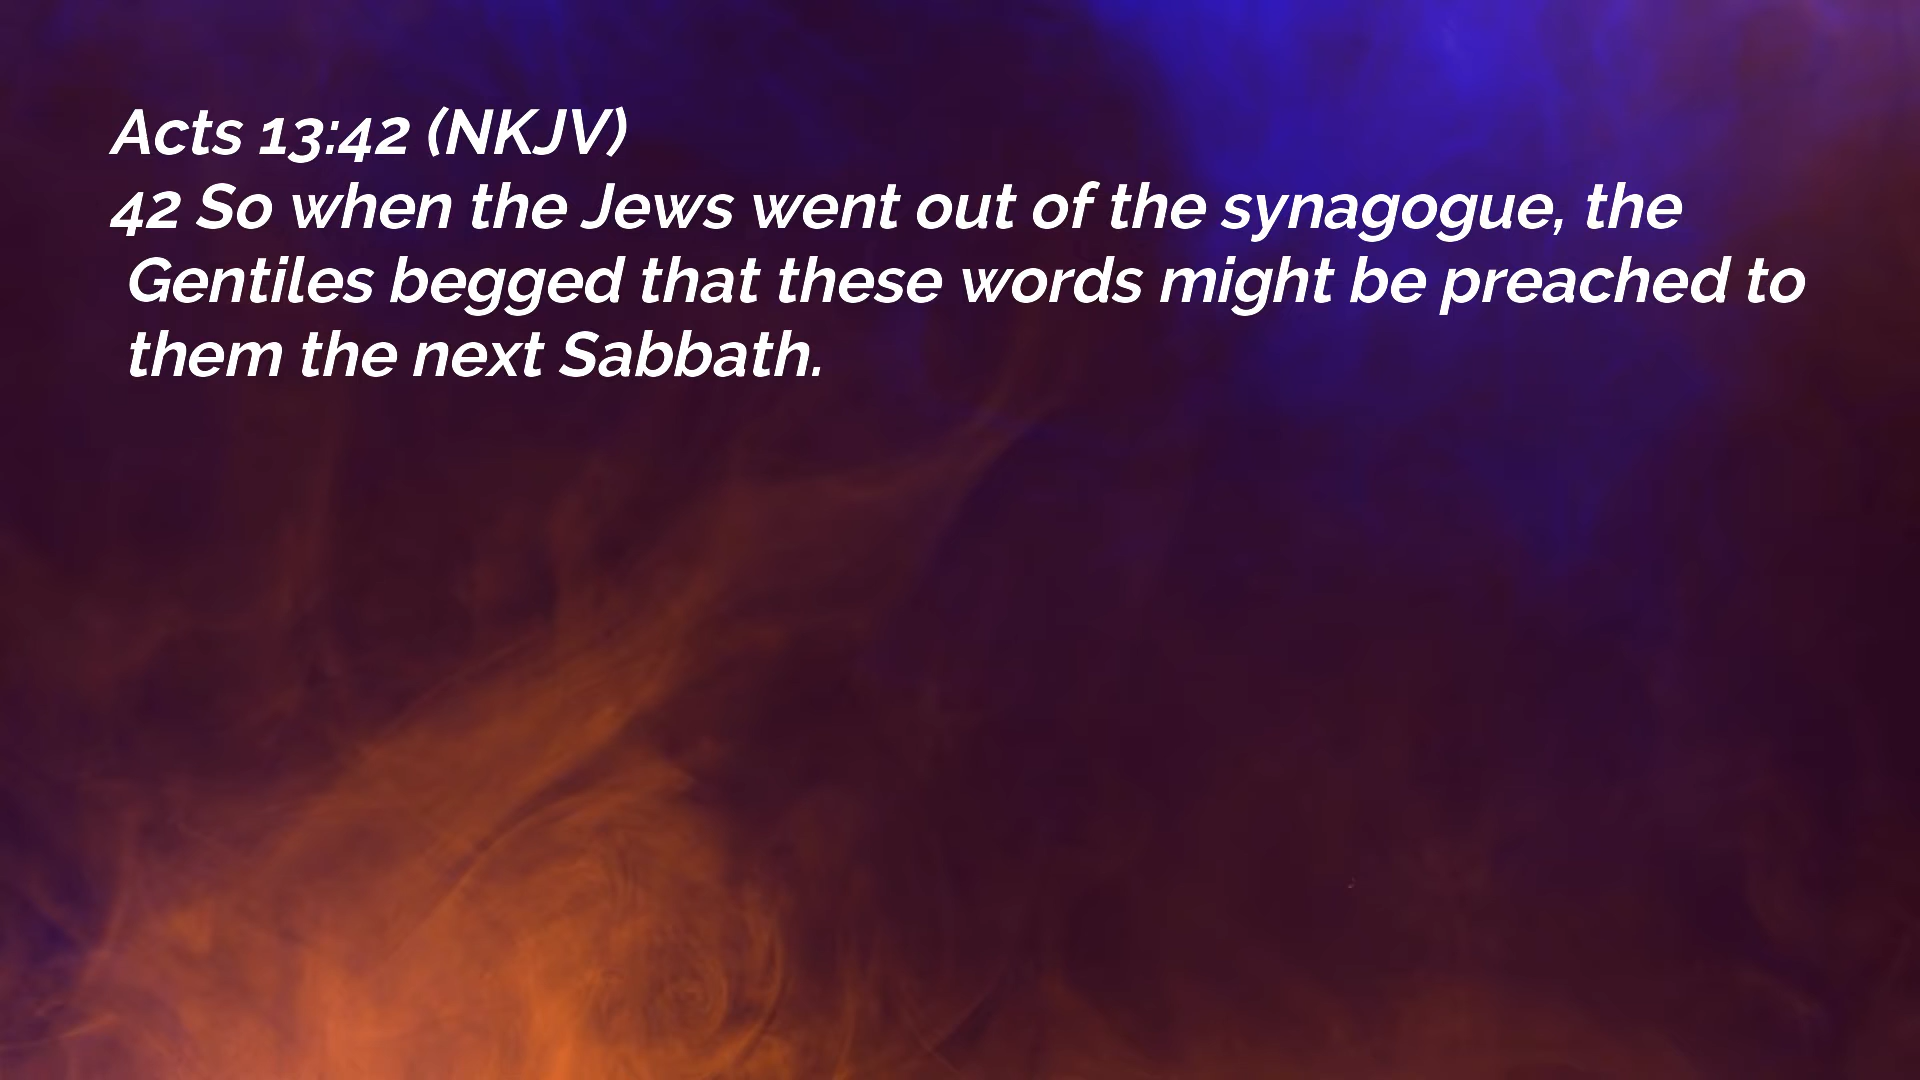 Acts 13:42 (NKJV)
42 So when the Jews went out of the synagogue, the
Gentiles begged that these words might be preached to
them the next Sabbath.